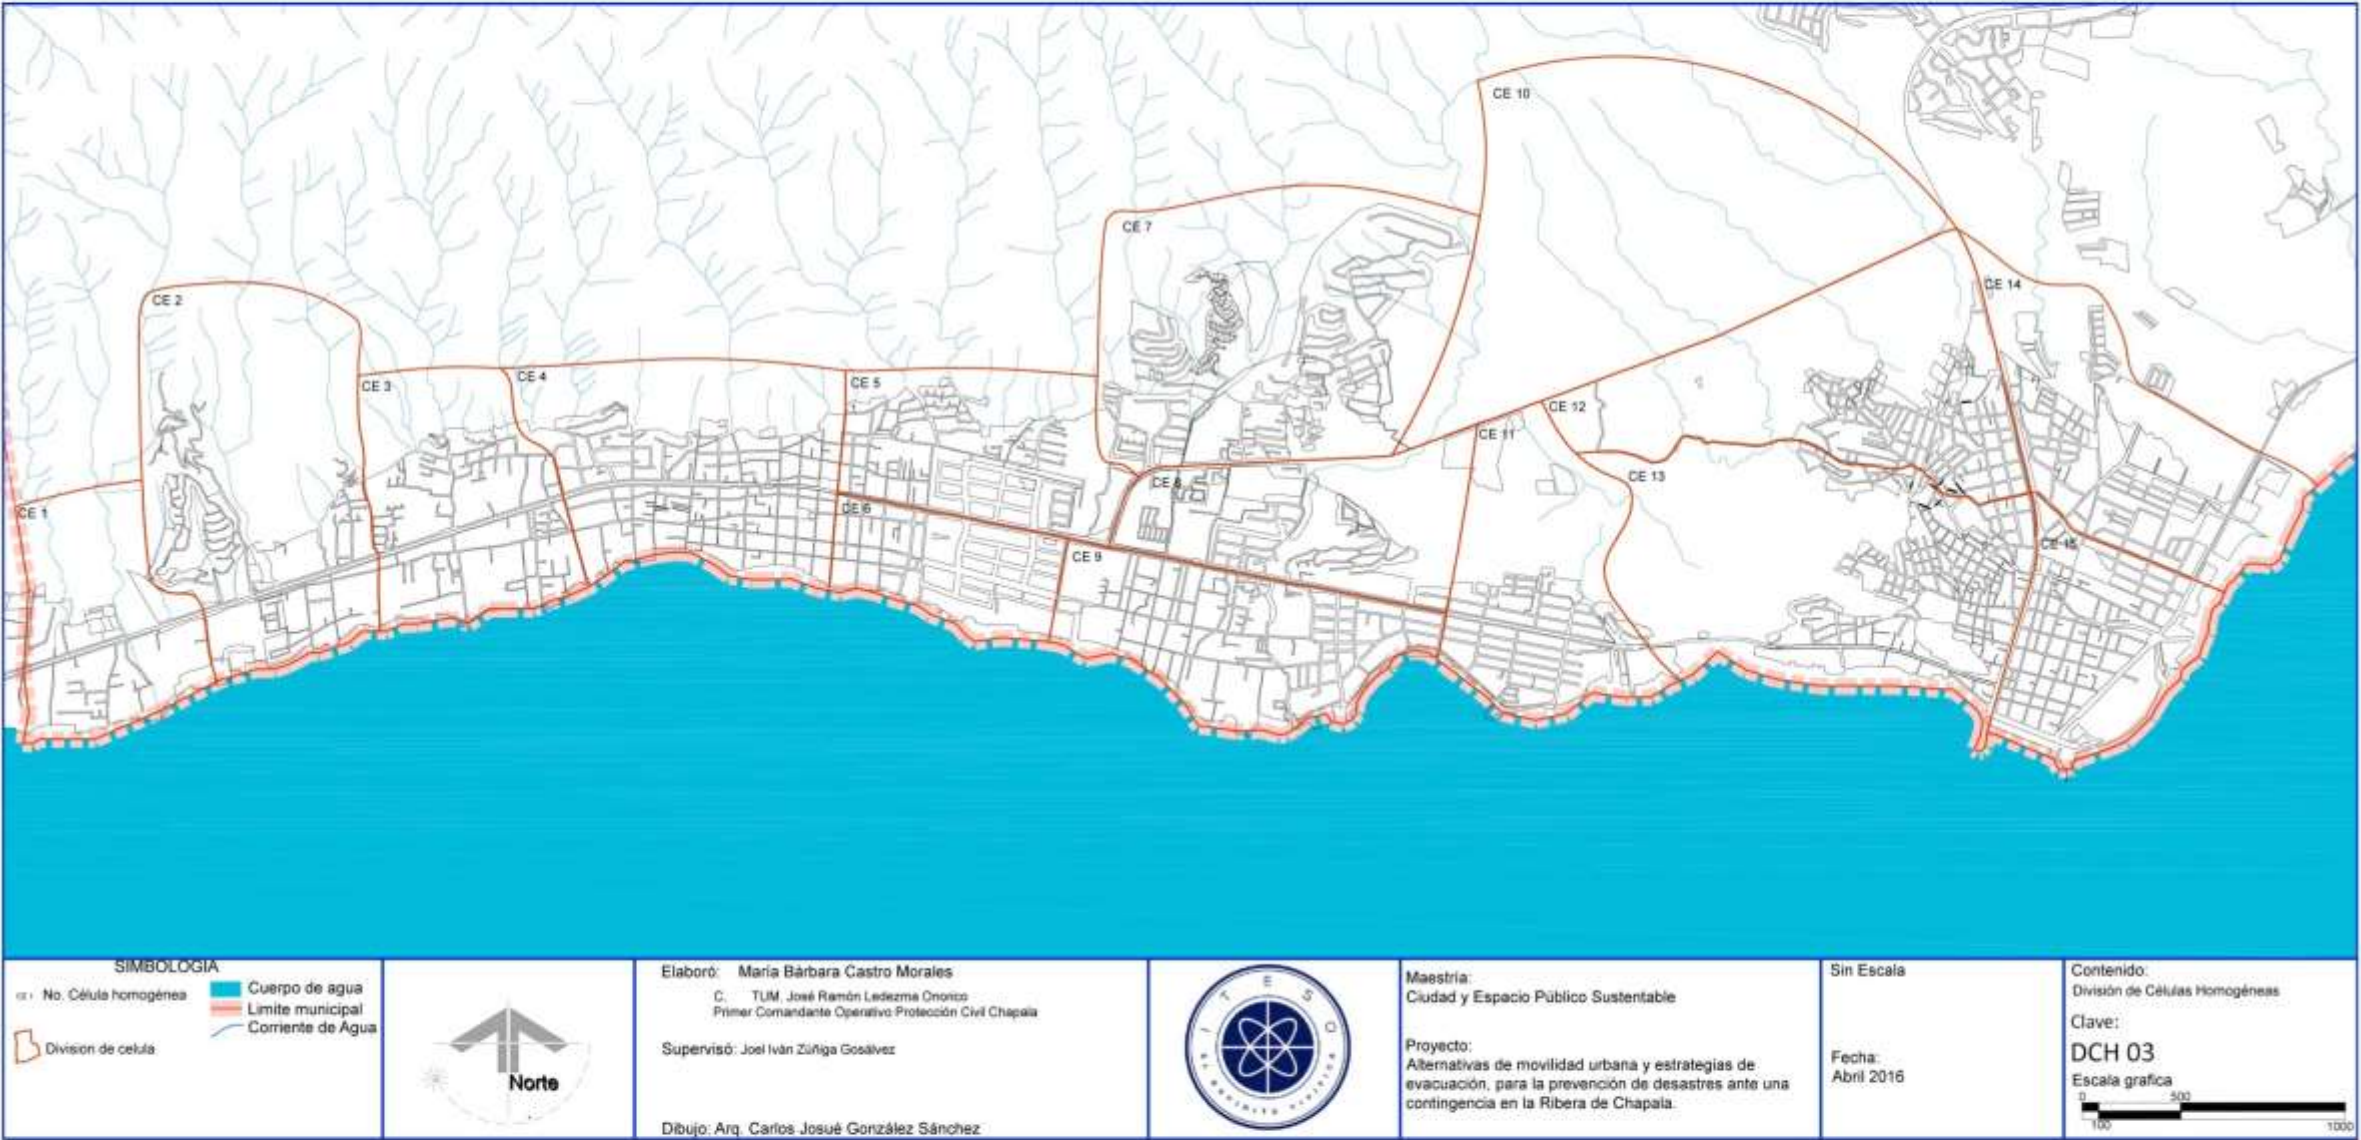 CE 10
CE 7
CE 14
CE 2
CE 4
CE 3
CE 5
CE 12
CE 11
CE 13
CE 8
CE 1
CE 6
CE 15
CE 9
SIMBOLOGIA
No. Célula homogénea
Cuerpo de agua
Limite municipal
Corriente de Agua
Division de celula
Norte
Elaboró: María Bárbara Castro Morales
C. TUM. José Ramón Ledezma Onorico
Primer Comandante Operativo Protección Civil Chapala
Supervisó: Joel Iván Zúñiga Gosálvez
Dibujo: Arq. Carlos Josué González Sánchez
ITESO
Maestría:
Ciudad y Espacio Público Sustentable
Proyecto:
Alternativas de movilidad urbana y estrategias de
evacuación, para la prevención de desastres ante una
contingencia en la Ribera de Chapala.
Sin Escala
Fecha:
Abril 2016
Contenido:
División de Células Homogéneas
Clave:
DCH 03
Escala grafica
0 500
100 1000